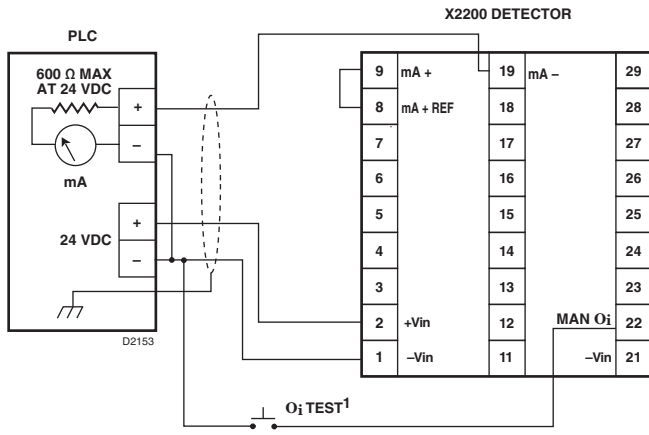 X2200 DETECTOR
PLC
600 Ω MAX
AT 24 VDC
+
–
mA
24 VDC
+
–
D2153
9 mA + 19 mA – 29
8 mA + REF 18 28
7 17 27
6 16 26
5 15 25
4 14 24
3 13 23
2 +Vin 12 MAN Oi 22
1 –Vin 11 –Vin 21
Oi TEST1